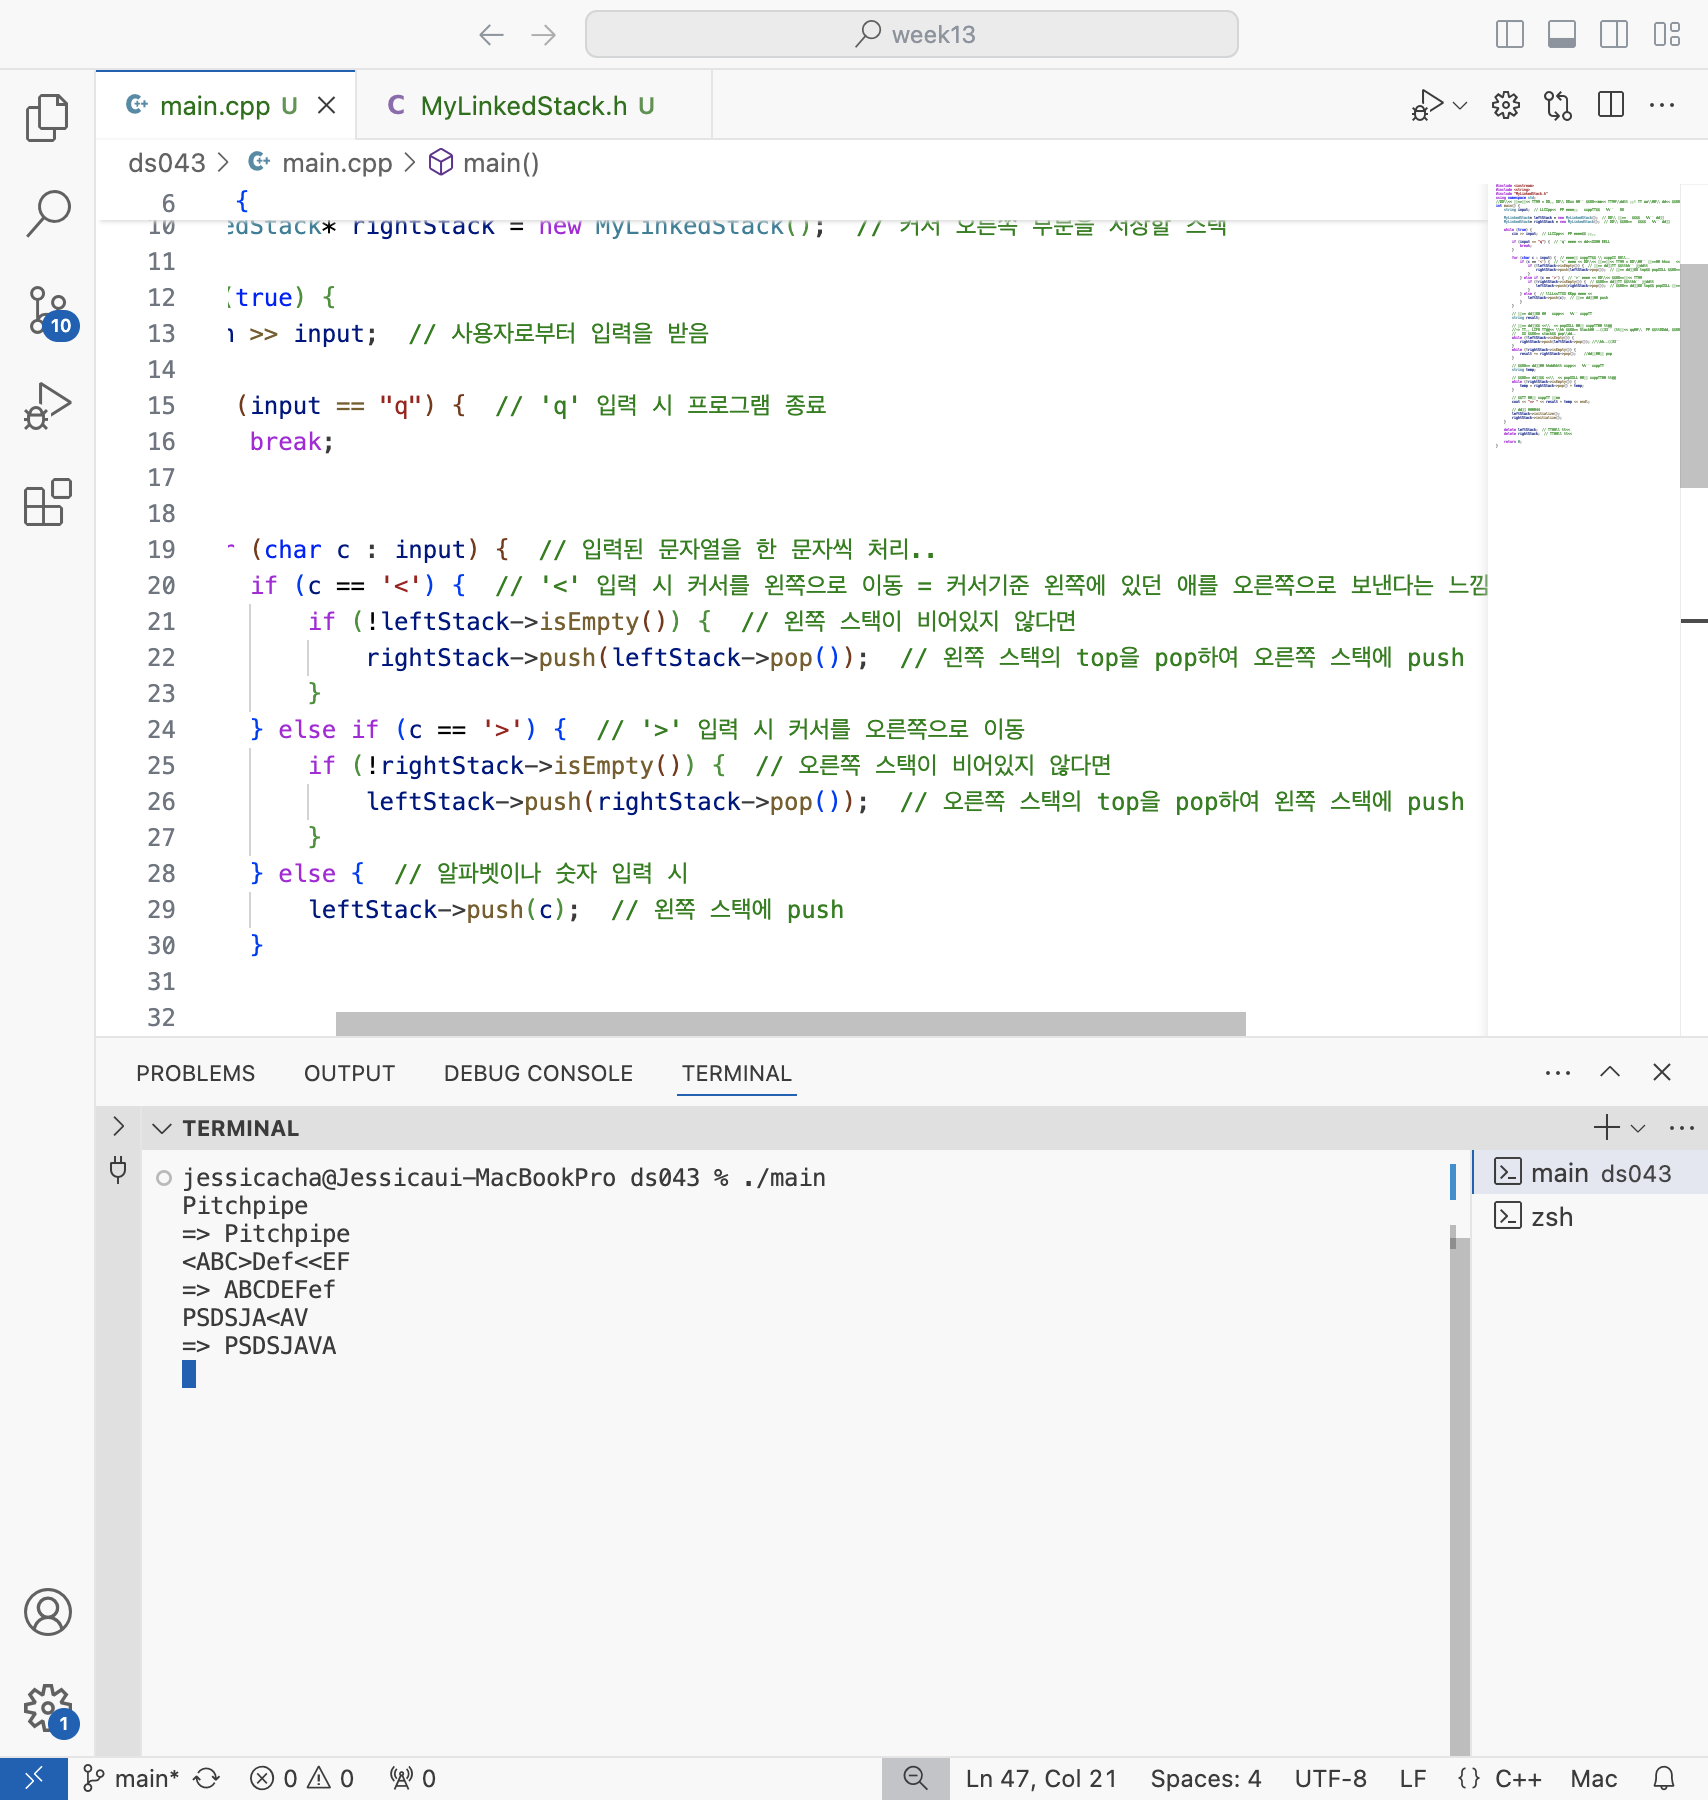 week13
main.cpp U
MyLinkedStack.h U
ds043 > main.cpp > main()
6 {
10 edStack* rightStack = new MyLinkedStack(); // 커서 오른쪽 부분을 저장할 스택
11
12 (true) {
13 n >> input; // 사용자로부터 입력을 받음
14
15 (input == "q") { // 'q' 입력 시 프로그램 종료
16 break;
17
18
19 (char c : input) { // 입력된 문자열을 한 문자씩 처리..
20 if (c == '<') { // '<' 입력 시 커서를 왼쪽으로 이동 = 커서기준 왼쪽에 있던 애를 오른쪽으로 보낸다는 느낌
21 if (!leftStack->isEmpty()) { // 왼쪽 스택이 비어있지 않다면
22 rightStack->push(leftStack->pop()); // 왼쪽 스택의 top을 pop하여 오른쪽 스택에 push
23 }
24 } else if (c == '>') { // '>' 입력 시 커서를 오른쪽으로 이동
25 if (!rightStack->isEmpty()) { // 오른쪽 스택이 비어있지 않다면
26 leftStack->push(rightStack->pop()); // 오른쪽 스택의 top을 pop하여 왼쪽 스택에 push
27 }
28 } else { // 알파벳이나 숫자 입력 시
29 leftStack->push(c); // 왼쪽 스택에 push
30 }
31
32
10
PROBLEMS OUTPUT DEBUG CONSOLE TERMINAL
TERMINAL
jessicacha@Jessicaui-MacBookPro ds043 % ./main
Pitchpipe
=> Pitchpipe
<ABC>Def<<EF
=> ABCDEFef
PSDSJA<AV
=> PSDSJAVA
main ds043
zsh
1
main* 0 0 0 Ln 47, Col 21 Spaces: 4 UTF-8 LF {} C++ Mac